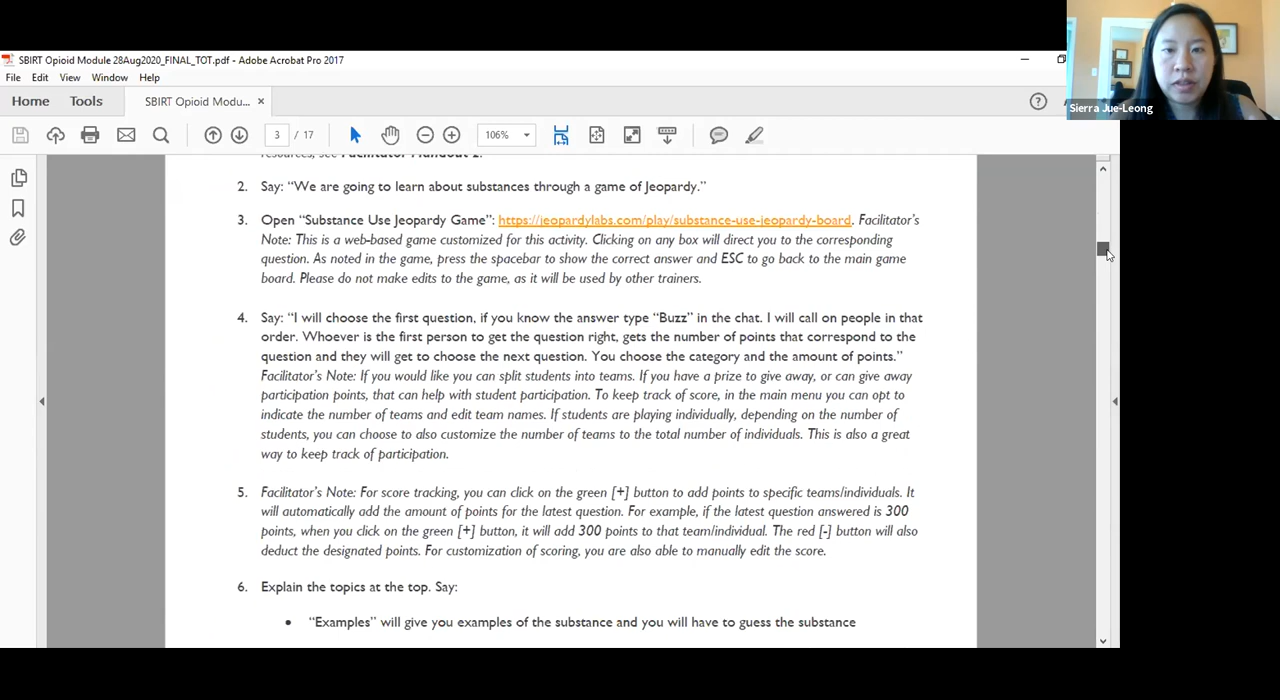 SBIRT Opioid Module 28Aug2020_FINAL_TOT.pdf - Adobe Acrobat Pro 2017
File Edit View Window Help
Home Tools SBIRT Opioid Modu... ×
3 / 17 106%
Sierra Jue-Leong
resources, see Facilitator Handout 2.
2. Say: “We are going to learn about substances through a game of Jeopardy.”
3. Open “Substance Use Jeopardy Game”: https://jeopardylabs.com/play/substance-use-jeopardy-board. Facilitator’s
Note: This is a web-based game customized for this activity. Clicking on any box will direct you to the corresponding
question. As noted in the game, press the spacebar to show the correct answer and ESC to go back to the main game
board. Please do not make edits to the game, as it will be used by other trainers.
4. Say: “I will choose the first question, if you know the answer type “Buzz” in the chat. I will call on people in that
order. Whoever is the first person to get the question right, gets the number of points that correspond to the
question and they will get to choose the next question. You choose the category and the amount of points.”
Facilitator’s Note: If you would like you can split students into teams. If you have a prize to give away, or can give away
participation points, that can help with student participation. To keep track of score, in the main menu you can opt to
indicate the number of teams and edit team names. If students are playing individually, depending on the number of
students, you can choose to also customize the number of teams to the total number of individuals. This is also a great
way to keep track of participation.
5. Facilitator’s Note: For score tracking, you can click on the green [+] button to add points to specific teams/individuals. It
will automatically add the amount of points for the latest question. For example, if the latest question answered is 300
points, when you click on the green [+] button, it will add 300 points to that team/individual. The red [-] button will also
deduct the designated points. For customization of scoring, you are also able to manually edit the score.
6. Explain the topics at the top. Say:
• “Examples” will give you examples of the substance and you will have to guess the substance